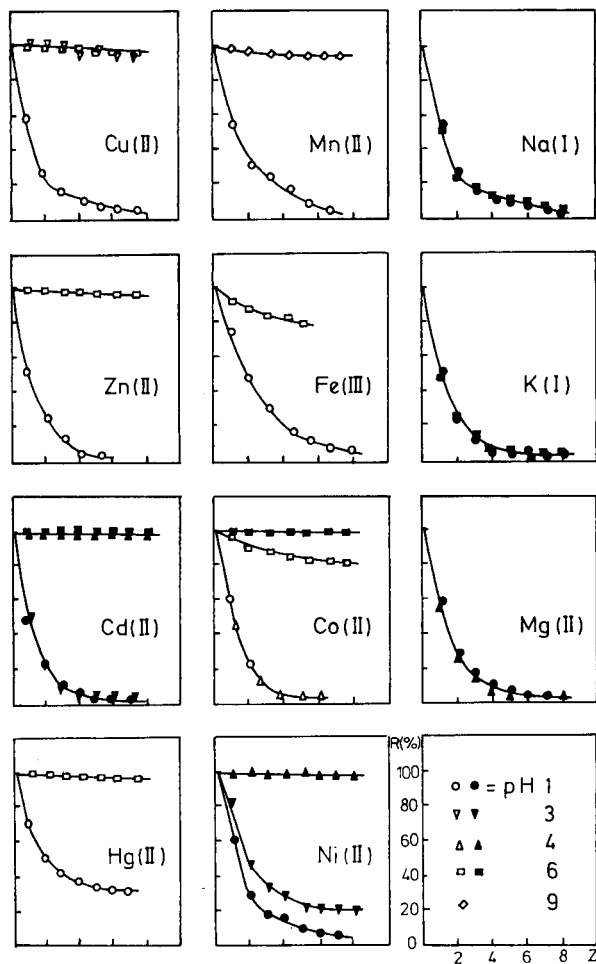 Cu(II)
Mn(II)
Na(I)
Zn(II)
Fe(III)
K(I)
Cd(II)
Co(II)
Mg(II)
Hg(II)
Ni(II)
R(%)
100
80
60
40
20
0
= pH 1
3
4
6
9
2 4 6 8 Z